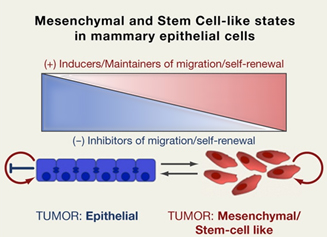 Mesenchymal and Stem Cell-like states
in mammary epithelial cells
(+) Inducers/Maintainers of migration/self-renewal
(−) Inhibitors of migration/self-renewal
TUMOR: Epithelial
TUMOR: Mesenchymal/
Stem-cell like